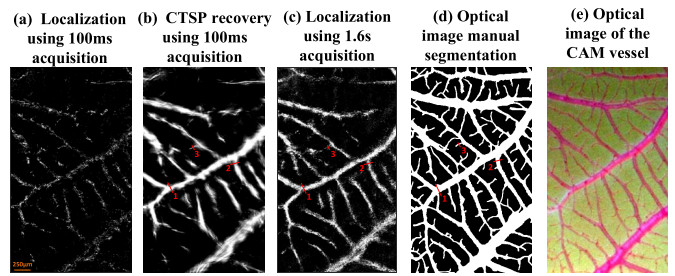 (a) Localization
using 100ms
acquisition
(b) CTSP recovery
using 100ms
acquisition
(c) Localization
using 1.6s
acquisition
(d) Optical
image manual
segmentation
(e) Optical
image of the
CAM vessel
3
2
1
3
2
1
3
2
1
250µm